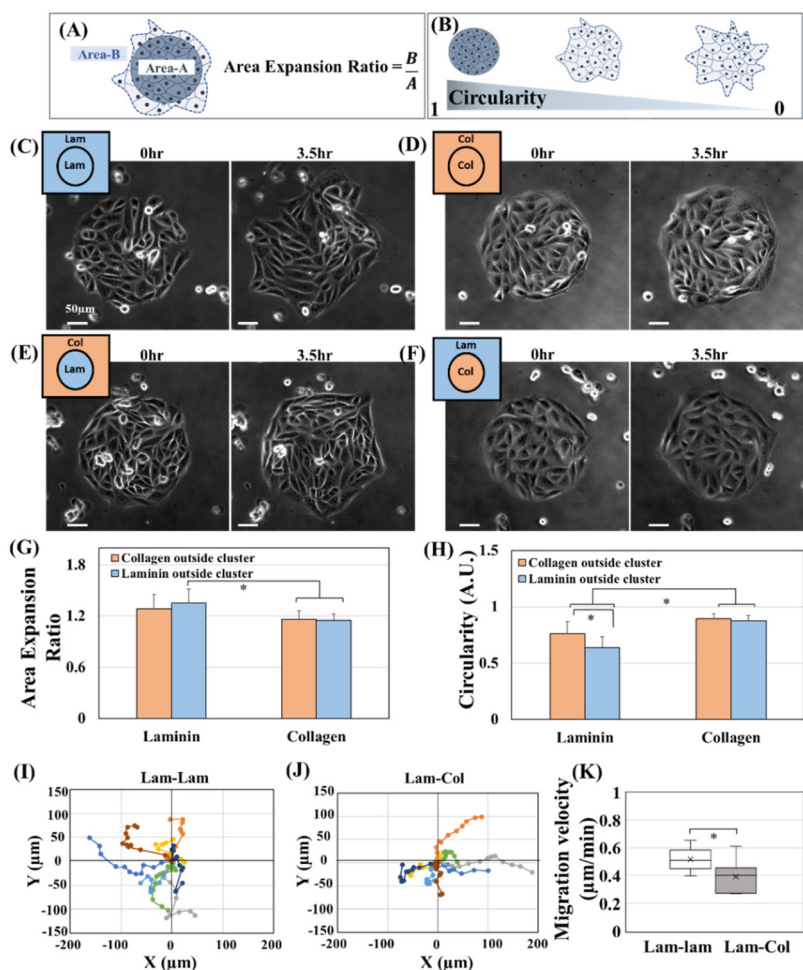 (A)
Area-B
Area-A
Area Expansion Ratio = B/A
(B)
1 Circularity 0
(C)
Lam
Lam
0hr
3.5hr
50µm
(D)
Col
Col
0hr
3.5hr
(E)
Col
Lam
0hr
3.5hr
(F)
Lam
Col
0hr
3.5hr
(G)
Area Expansion
Ratio
1.8
1.2
0.6
0
Collagen outside cluster
Laminin outside cluster
*
Laminin
Collagen
(H)
Circularity (A.U.)
1.5
1
0.5
0
Collagen outside cluster
Laminin outside cluster
*
*
Laminin
Collagen
(I)
Lam-Lam
Y (µm)
150
100
50
0
-50
-100
-150
-200 -100 0 100 200
X (µm)
(J)
Lam-Col
Y (µm)
150
100
50
0
-50
-100
-150
-200 -100 0 100 200
X (µm)
(K)
Migration velocity
(µm/min)
1
0.8
0.6
0.4
0.2
0
*
Lam-lam Lam-Col